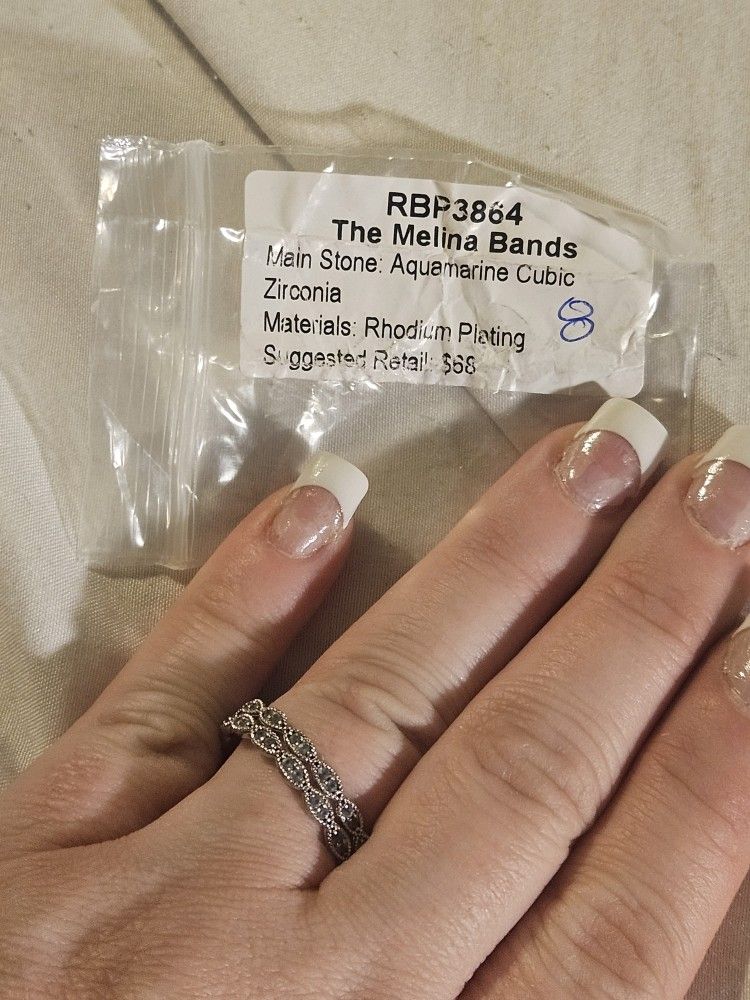 RBP3864
The Melina Bands
Main Stone: Aquamarine Cubic
Zirconia
Materials: Rhodium Plating
8
Suggested Retail: $68